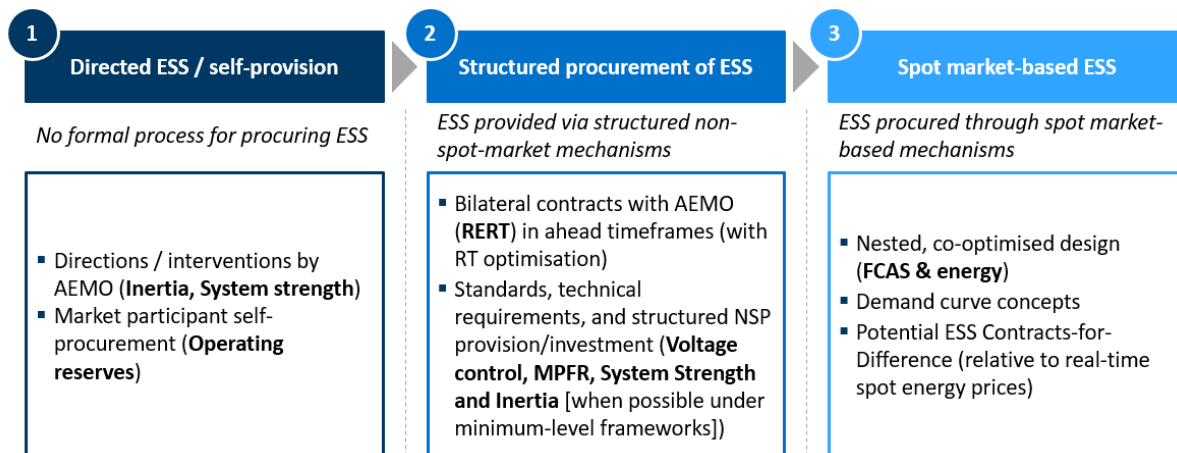 1
Directed ESS / self-provision
No formal process for procuring ESS
▪ Directions / interventions by
AEMO (Inertia, System strength)
▪ Market participant self-
procurement (Operating
reserves)
2
Structured procurement of ESS
ESS provided via structured non-
spot-market mechanisms
▪ Bilateral contracts with AEMO
(RERT) in ahead timeframes (with
RT optimisation)
▪ Standards, technical
requirements, and structured NSP
provision/investment (Voltage
control, MPFR, System Strength
and Inertia [when possible under
minimum-level frameworks])
3
Spot market-based ESS
ESS procured through spot market-
based mechanisms
▪ Nested, co-optimised design
(FCAS & energy)
▪ Demand curve concepts
▪ Potential ESS Contracts-for-
Difference (relative to real-time
spot energy prices)